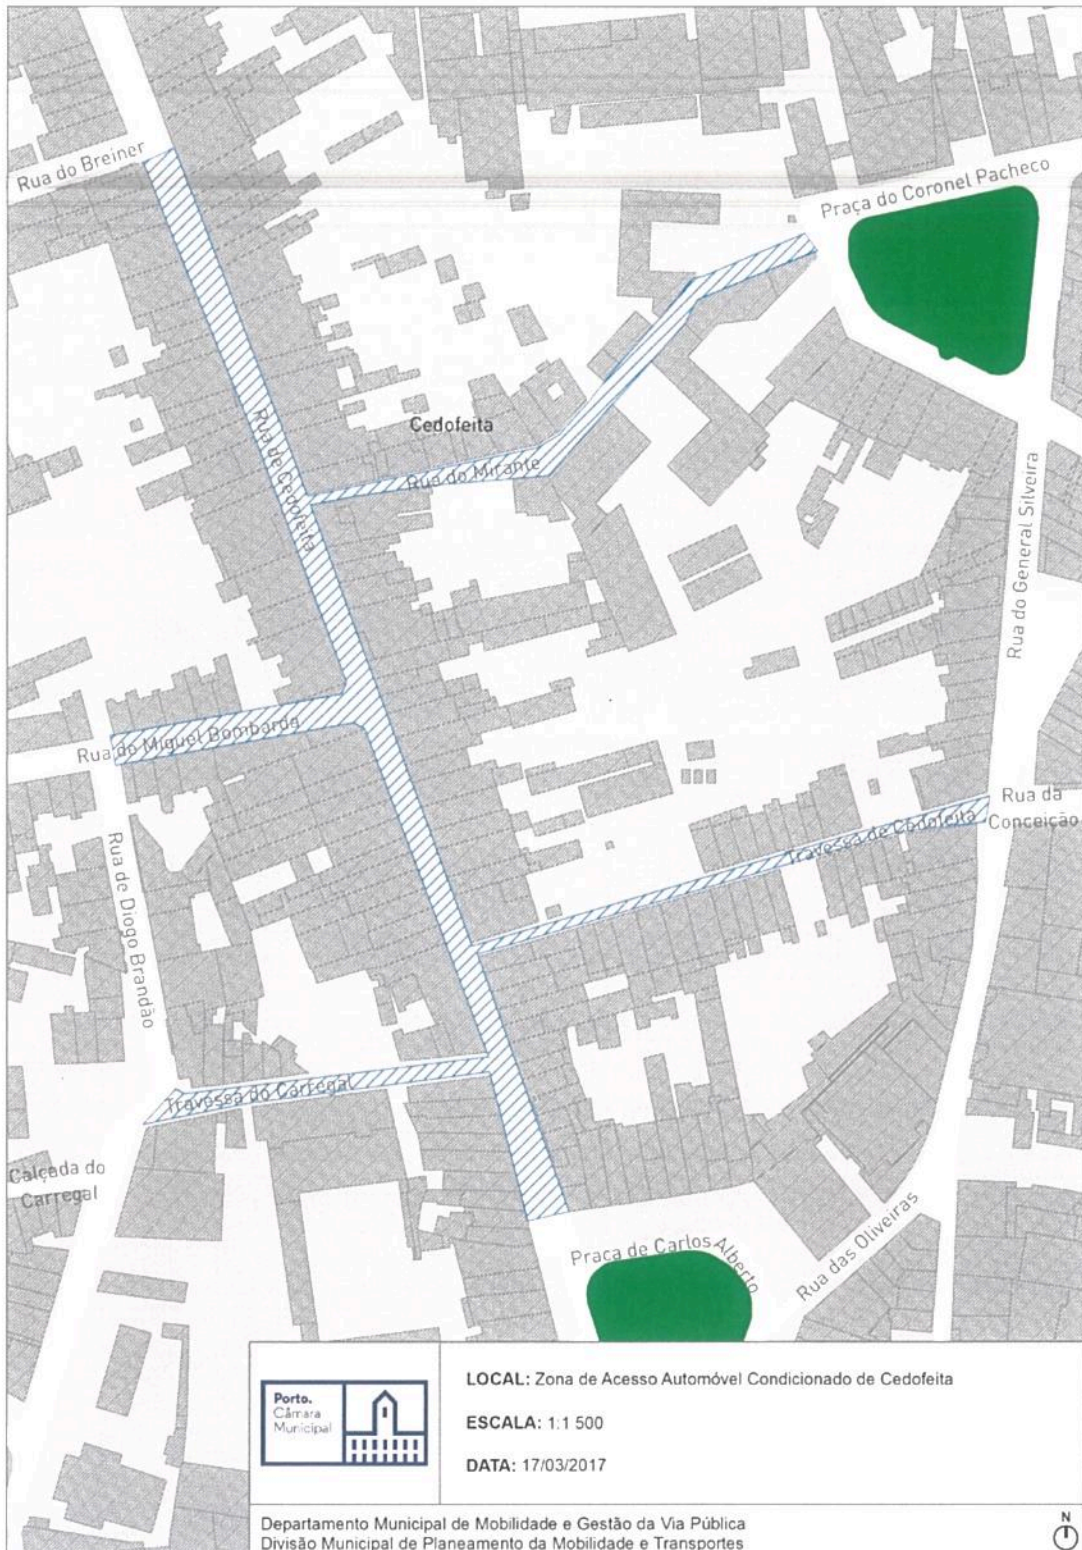 Rua do Breiner
Praça do Coronel Pacheco
Cedofeita
Rua de Cedofeita
Rua do Mirante
Rua do General Silveira
Rua do Miguel Bombarda
Rua da
Conceição
Travessa de Cedofeita
Rua de Diogo Brandão
Travossa do Carregal
Calçada do
Carregal
Praca de Carlos Alberto
Rua das Oliveiras
Porto.
Câmara
Municipal
LOCAL: Zona de Acesso Automóvel Condicionado de Cedofeita
ESCALA: 1:1 500
DATA: 17/03/2017
Departamento Municipal de Mobilidade e Gestão da Via Pública
Divisão Municipal de Planeamento da Mobilidade e Transportes
N